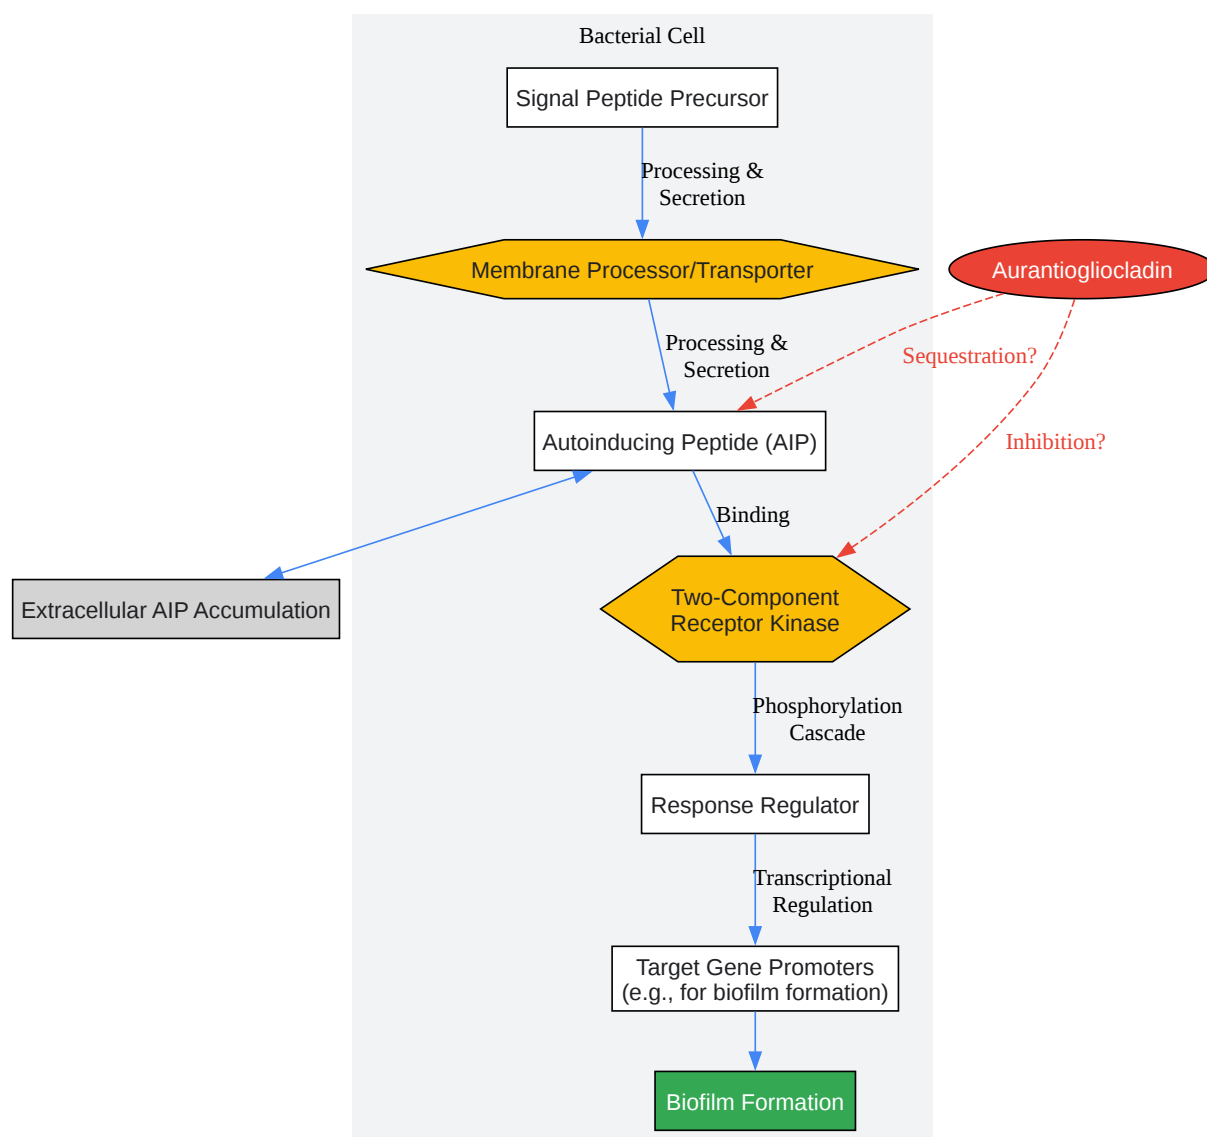 Bacterial Cell
Signal Peptide Precursor
Processing &
Secretion
Membrane Processor/Transporter
Aurantiogliocladin
Processing &
Secretion
Sequestration?
Autoinducing Peptide (AIP)
Inhibition?
Binding
Extracellular AIP Accumulation
Two-Component
Receptor Kinase
Phosphorylation
Cascade
Response Regulator
Transcriptional
Regulation
Target Gene Promoters
(e.g., for biofilm formation)
Biofilm Formation